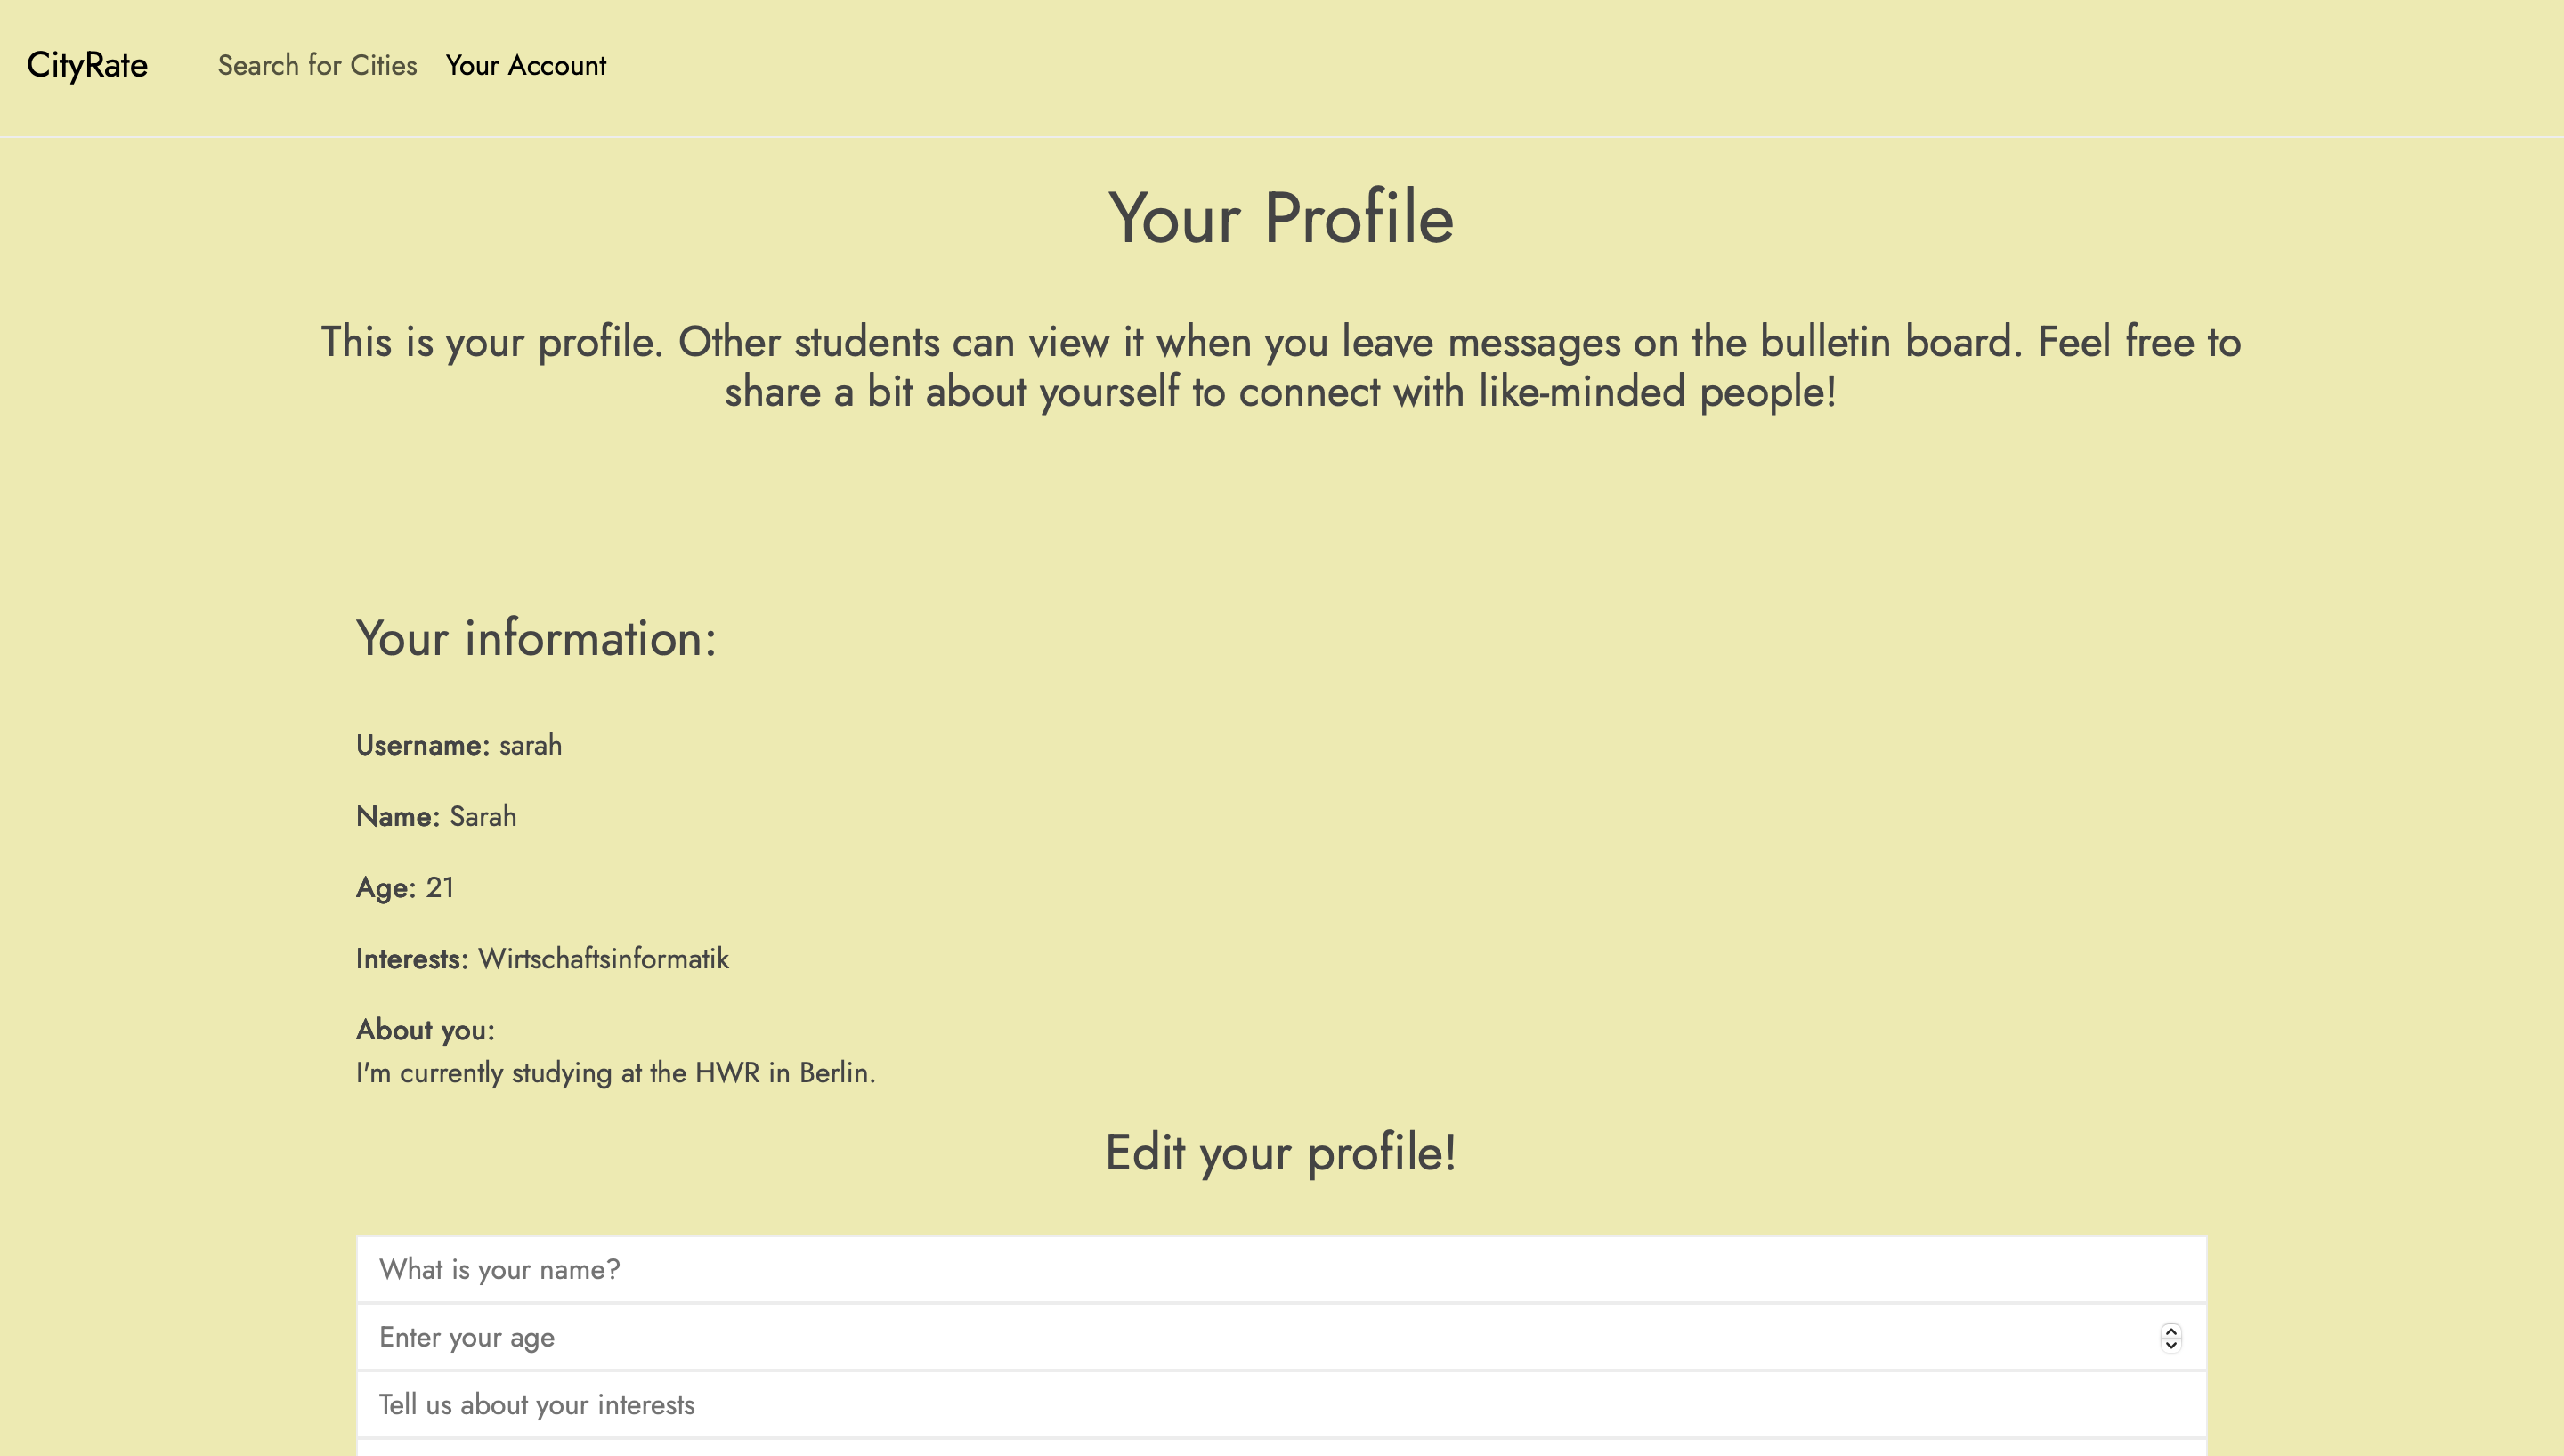 CityRate
Search for Cities
Your Account
Your Profile
This is your profile. Other students can view it when you leave messages on the bulletin board. Feel free to
share a bit about yourself to connect with like-minded people!
Your information:
Username: sarah
Name: Sarah
Age: 21
Interests: Wirtschaftsinformatik
About you:
I'm currently studying at the HWR in Berlin.
Edit your profile!
What is your name?
Enter your age
Tell us about your interests